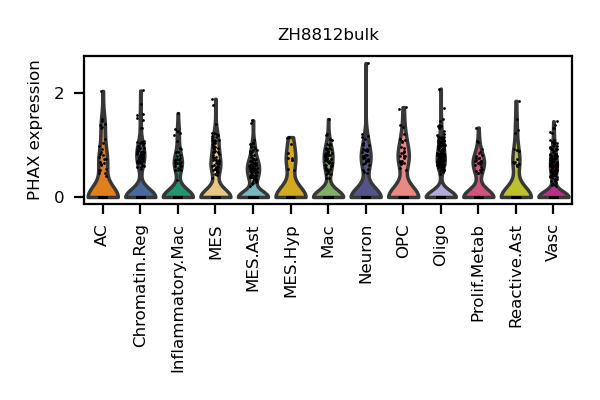 ZH8812bulk
PHAX expression
2
0
AC
Chromatin.Reg
Inflammatory.Mac
MES
MES.Ast
MES.Hyp
Mac
Neuron
OPC
Oligo
Prolif.Metab
Reactive.Ast
Vasc